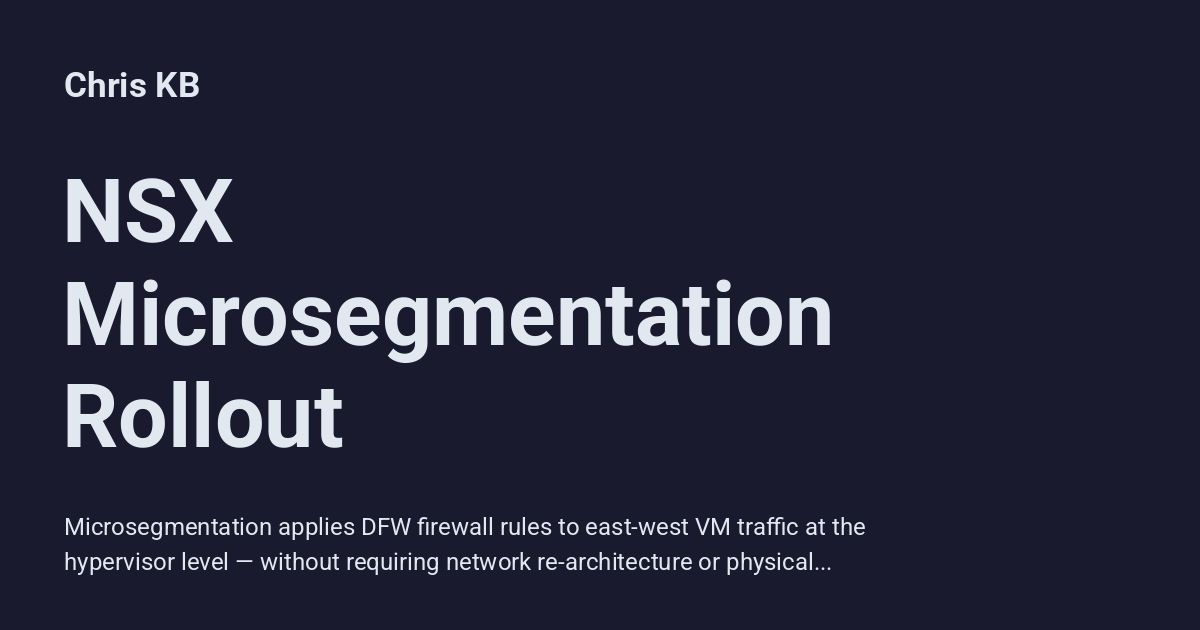 Chris KB
NSX
Microsegmentation
Rollout
Microsegmentation applies DFW firewall rules to east-west VM traffic at the
hypervisor level — without requiring network re-architecture or physical...